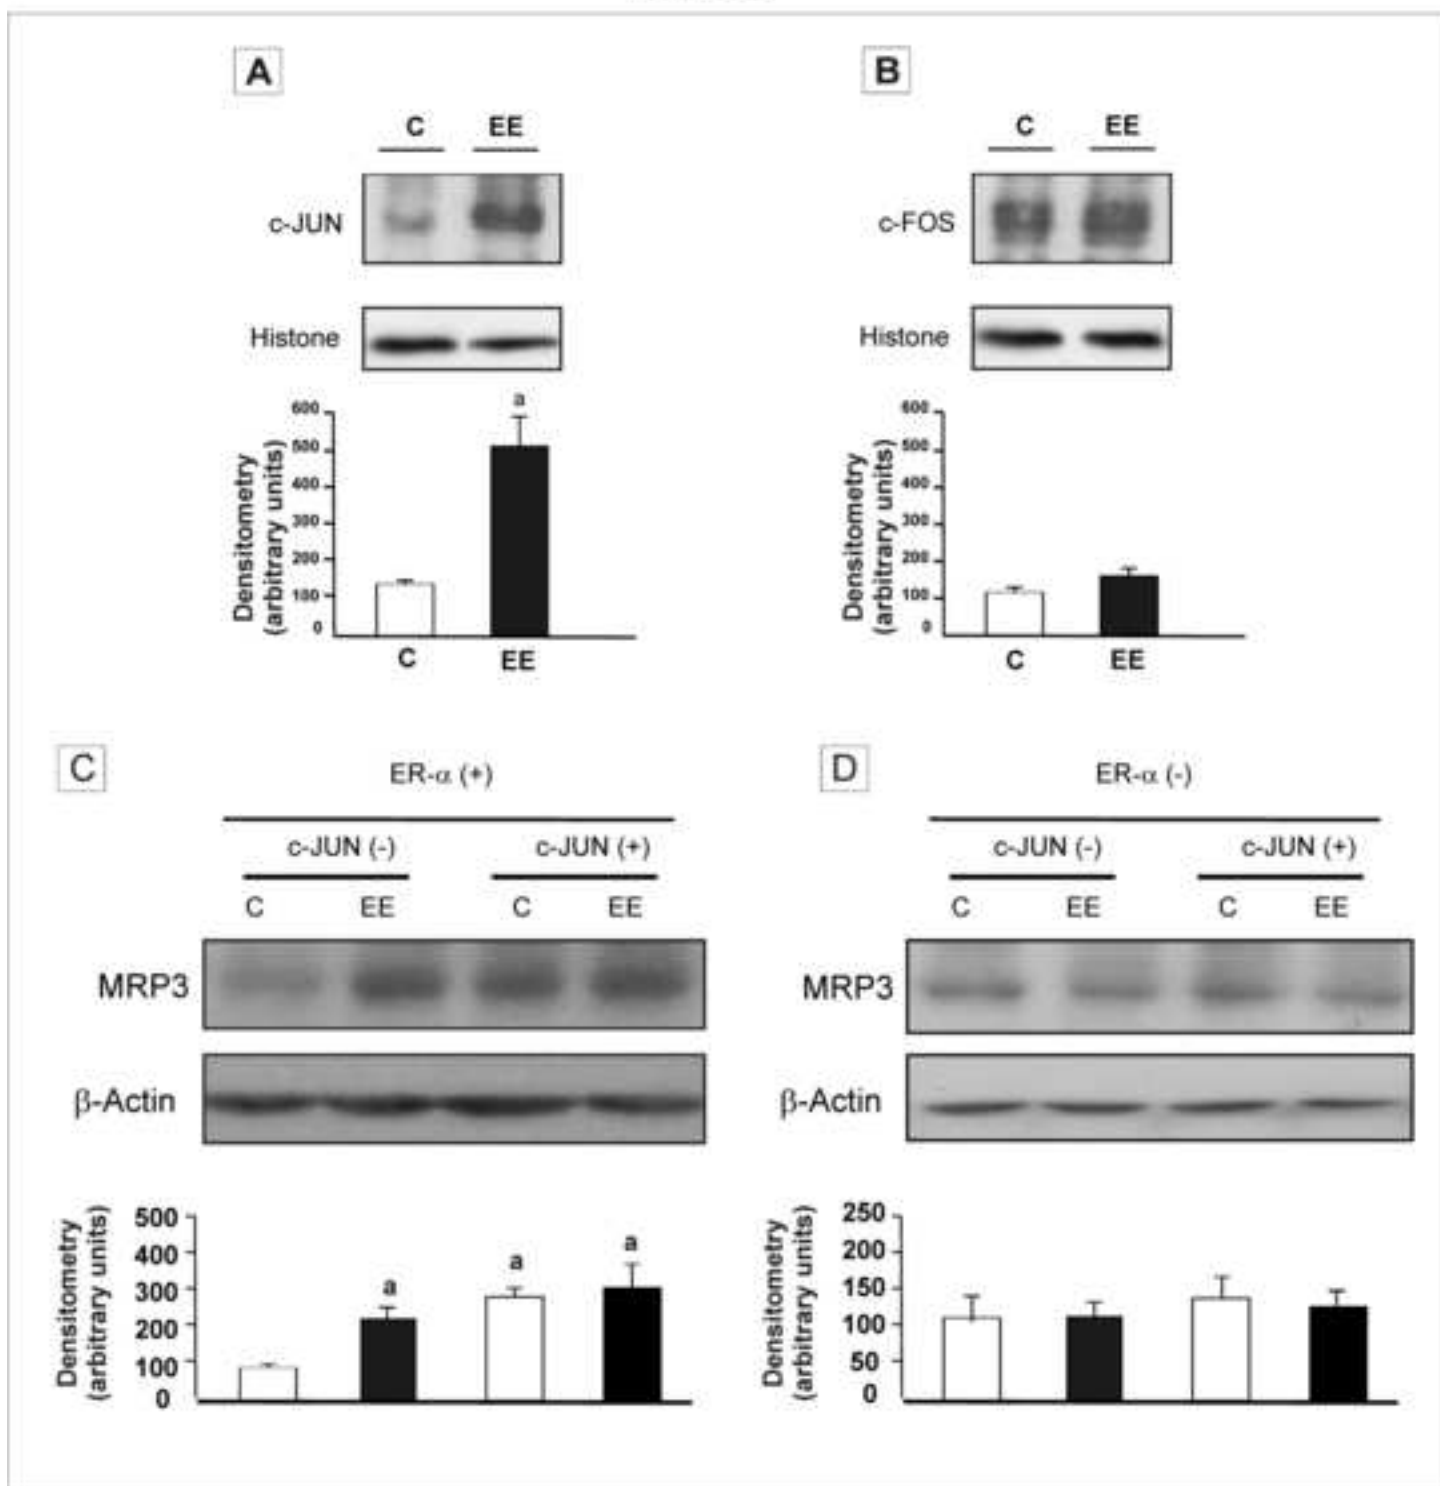 A
C EE
c-JUN
Histone
a
Densitometry
(arbitrary units)
600
500
400
300
200
100
0
C EE
B
C EE
c-FOS
Histone
Densitometry
(arbitrary units)
600
500
400
300
200
100
0
C EE
C
ER-α (+)
c-JUN (-) c-JUN (+)
C EE C EE
MRP3
β-Actin
Densitometry
(arbitrary units)
500
400
300
200
100
0
a a a
D
ER-α (-)
c-JUN (-) c-JUN (+)
C EE C EE
MRP3
β-Actin
Densitometry
(arbitrary units)
250
200
150
100
50
0